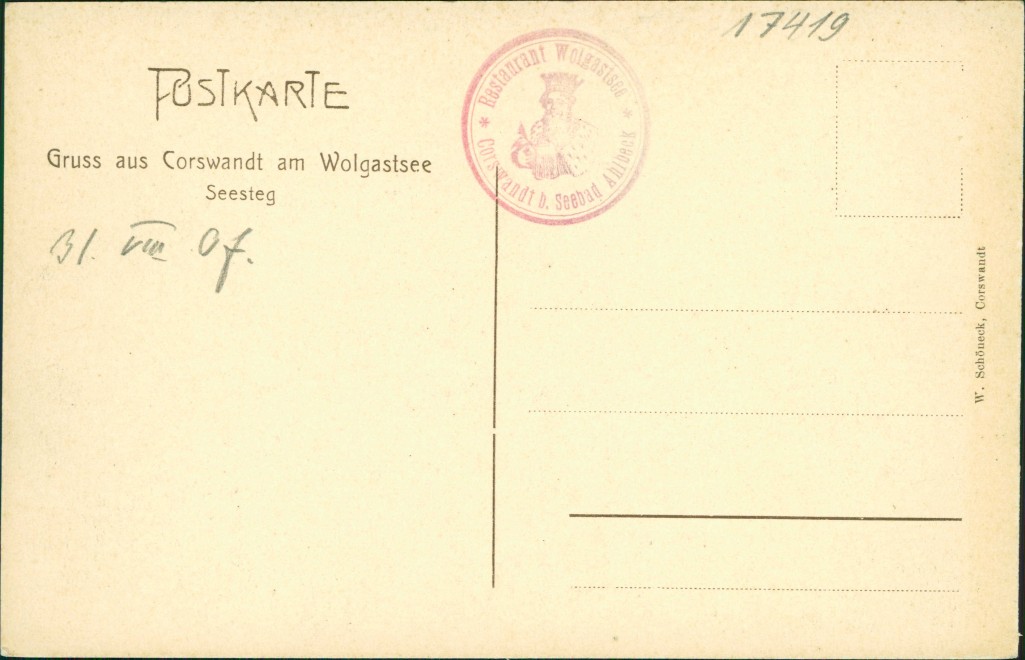 17419
POSTKARTE
Gruss aus Corswandt am Wolgastsee
Seesteg
31. VIII 07.
* Restaurant Wolgastsee *
Corswandt b. Seebad Ahlbeck
W. Schöneck, Corswandt